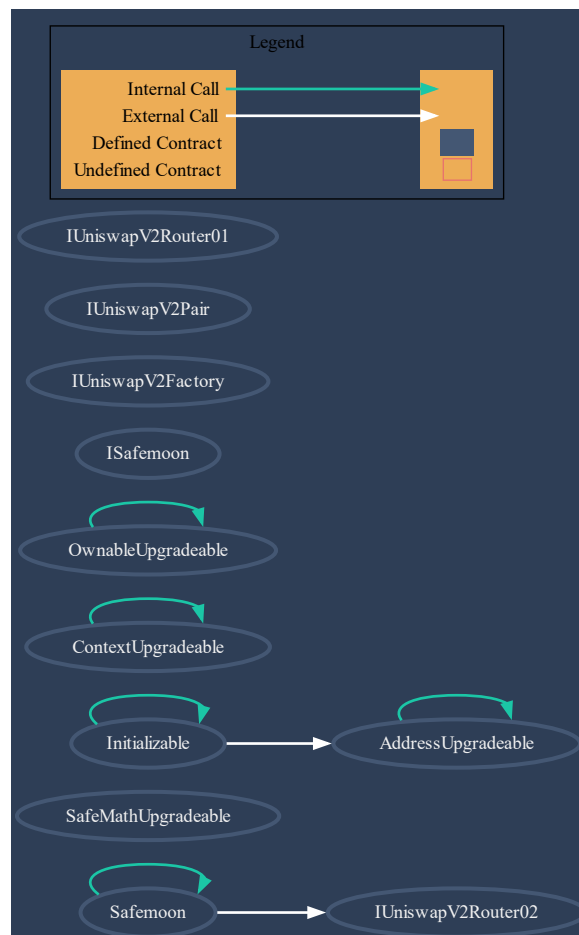 Legend
Internal Call
External Call
Defined Contract
Undefined Contract
IUniswapV2Router01
IUniswapV2Pair
IUniswapV2Factory
ISafemoon
OwnableUpgradeable
ContextUpgradeable
Initializable
AddressUpgradeable
SafeMathUpgradeable
Safemoon
IUniswapV2Router02